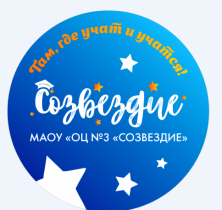 Там, где учат и учатся!
Созвездие
МАОУ «ОЦ №3 «СОЗВЕЗДИЕ»